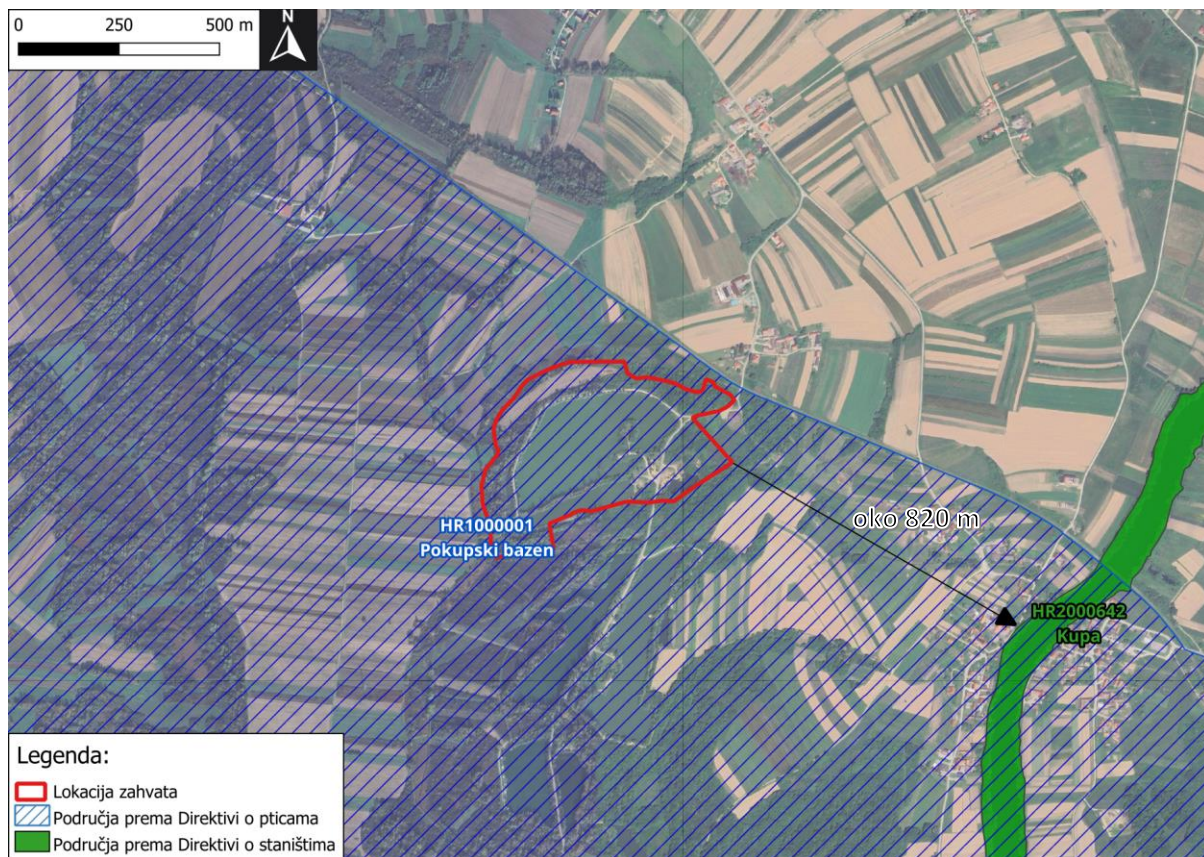 0 250 500 m
N
HR1000001
Pokupski bazen
oko 820 m
HR2000642
Kupa
Legenda:
Lokacija zahvata
Područja prema Direktivi o pticama
Područja prema Direktivi o staništima